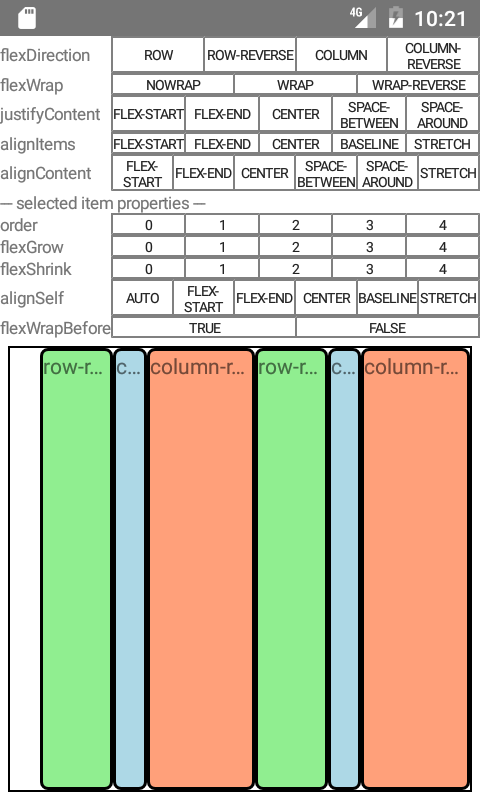 4G 10:21
flexDirection ROW ROW-REVERSE COLUMN COLUMN-REVERSE
flexWrap NOWRAP WRAP WRAP-REVERSE
justifyContent FLEX-START FLEX-END CENTER SPACE-BETWEEN SPACE-AROUND
alignItems FLEX-START FLEX-END CENTER BASELINE STRETCH
alignContent FLEX-START FLEX-END CENTER SPACE-BETWEEN SPACE-AROUND STRETCH
— selected item properties —
order 0 1 2 3 4
flexGrow 0 1 2 3 4
flexShrink 0 1 2 3 4
alignSelf AUTO FLEX-START FLEX-END CENTER BASELINE STRETCH
flexWrapBefore TRUE FALSE
row-r... c... column-r... row-r... c... column-r...